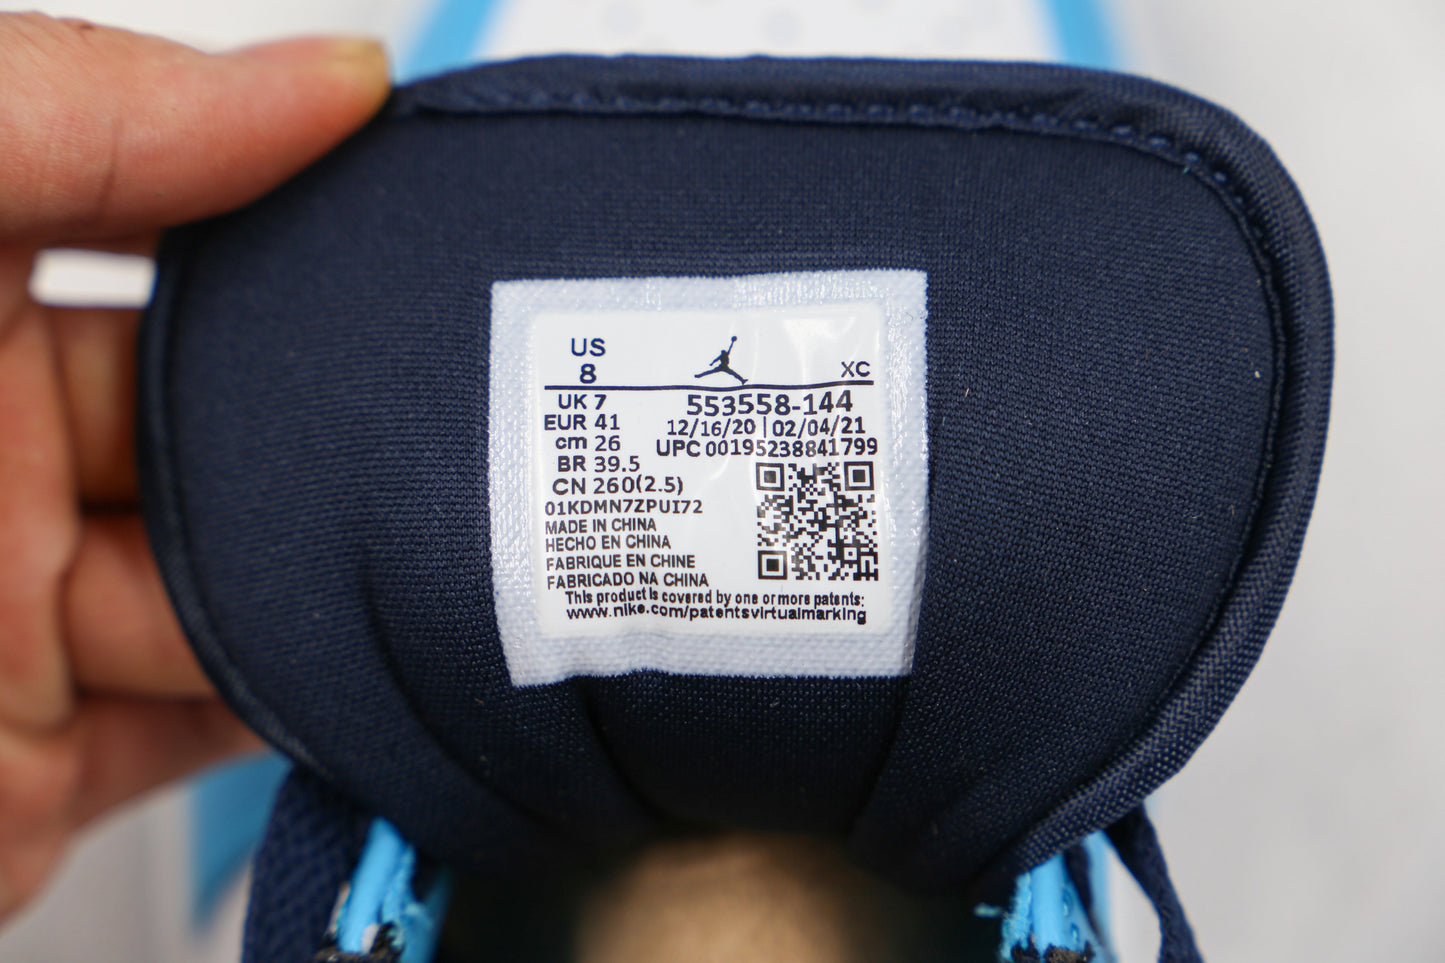 US
8
XC
UK 7
553558-144
EUR 41
12/16/20 | 02/04/21
cm 26
UPC 00195238841799
BR 39.5
CN 260(2.5)
01KDMN7ZPUI72
MADE IN CHINA
HECHO EN CHINA
FABRIQUE EN CHINE
FABRICADO NA CHINA
This product is covered by one or more patents:
www.nike.com/patentsvirtualmarking